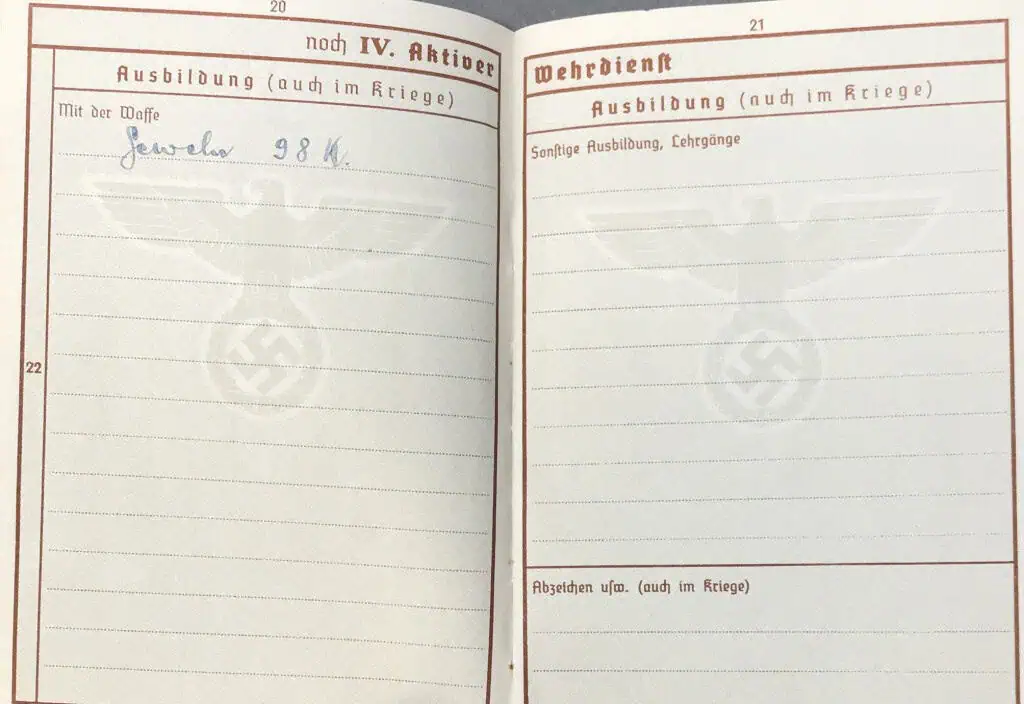 20
noch IV. Aktiver
Ausbildung (auch im Kriege)
Mit der Waffe
Gewehr 98 K.
22
21
Wehrdienst
Ausbildung (auch im Kriege)
Sonstige Ausbildung, Lehrgänge
Abzeichen usw. (auch im Kriege)